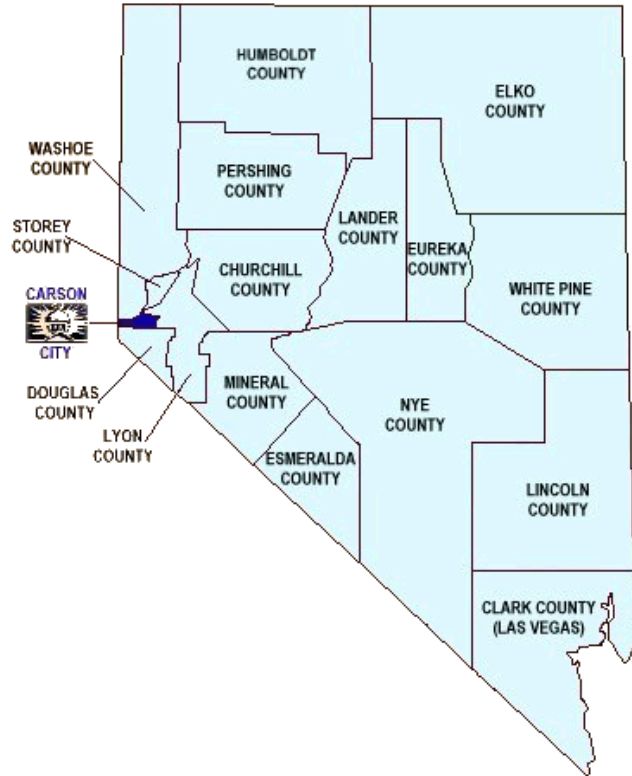 HUMBOLDT
COUNTY
ELKO
COUNTY
WASHOE
COUNTY
PERSHING
COUNTY
STOREY
COUNTY
LANDER
COUNTY
EUREKA
COUNTY
CHURCHILL
COUNTY
WHITE PINE
COUNTY
CARSON
CITY
DOUGLAS
COUNTY
MINERAL
COUNTY
NYE
COUNTY
LYON
COUNTY
ESMERALDA
COUNTY
LINCOLN
COUNTY
CLARK COUNTY
(LAS VEGAS)